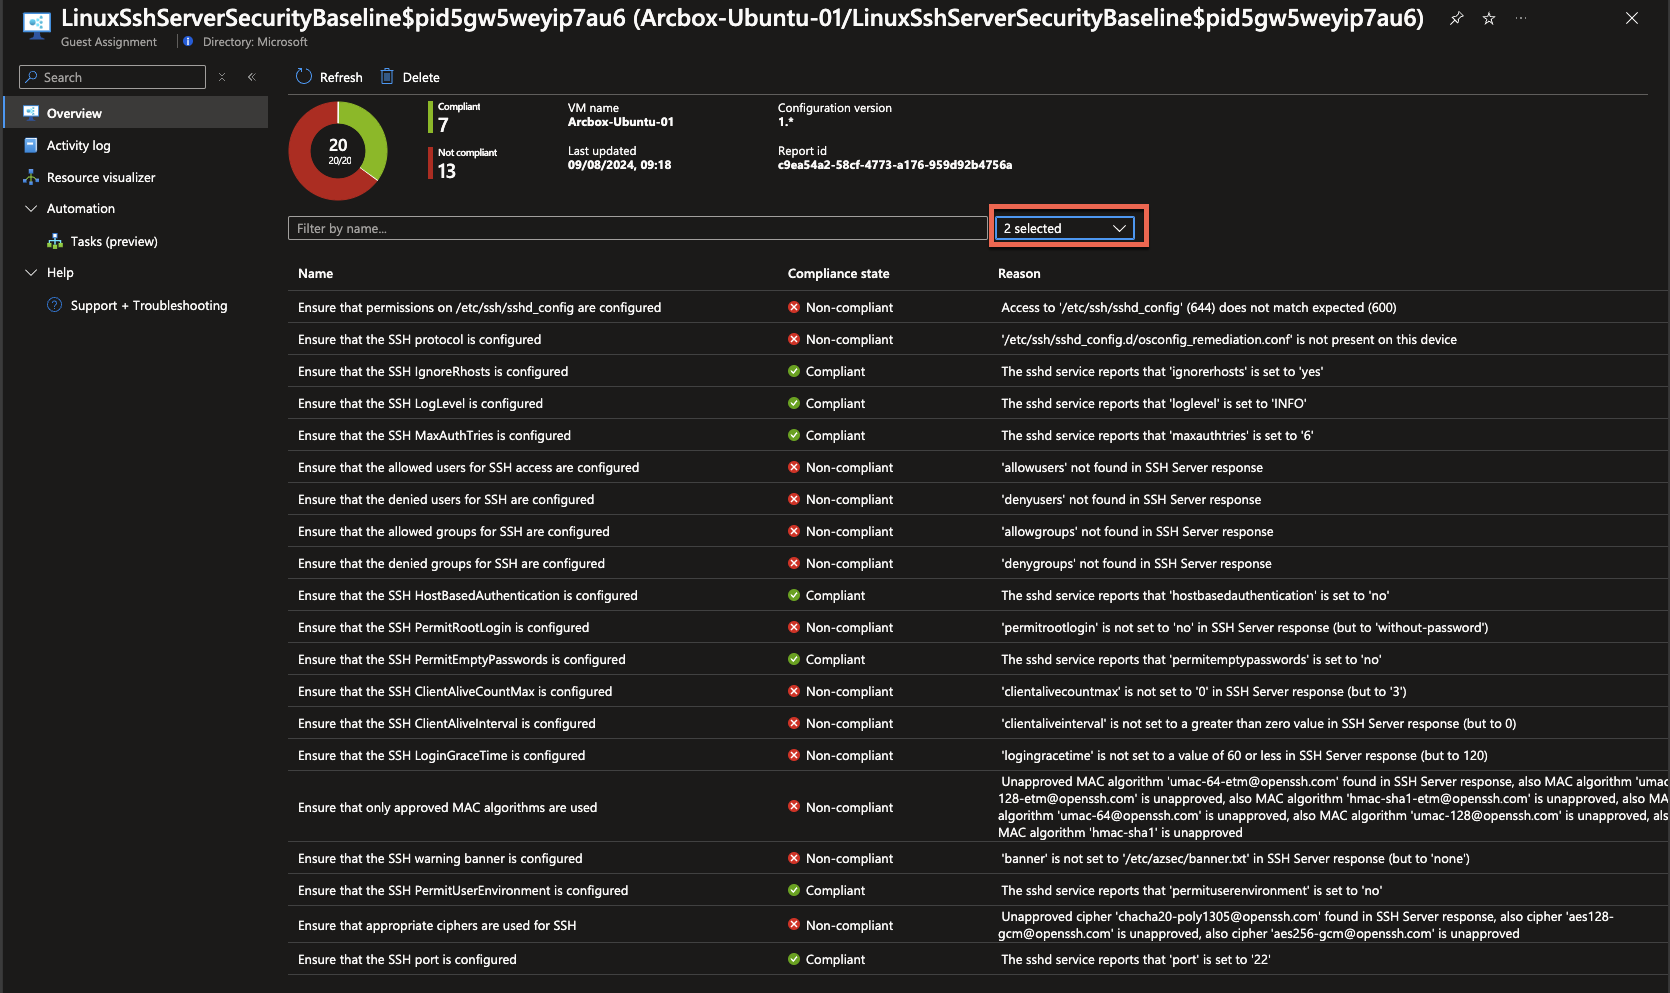 LinuxSshServerSecurityBaseline$pid5gw5weyip7au6 (Arcbox-Ubuntu-01/LinuxSshServerSecurityBaseline$pid5gw5weyip7au6)
Guest Assignment
Directory: Microsoft
Search
Refresh
Delete
Overview
Activity log
Resource visualizer
Automation
Tasks (preview)
Help
Support + Troubleshooting
20
20/20
Compliant
7
Not compliant
13
VM name
Arcbox-Ubuntu-01
Last updated
09/08/2024, 09:18
Configuration version
1.*
Report id
c9ea54a2-58cf-4773-a176-959d92b4756a
Filter by name...
2 selected
Name Compliance state Reason
Ensure that permissions on /etc/ssh/sshd_config are configured Non-compliant Access to '/etc/ssh/sshd_config' (644) does not match expected (600)
Ensure that the SSH protocol is configured Non-compliant '/etc/ssh/sshd_config.d/osconfig_remediation.conf' is not present on this device
Ensure that the SSH IgnoreRhosts is configured Compliant The sshd service reports that 'ignorerhosts' is set to 'yes'
Ensure that the SSH LogLevel is configured Compliant The sshd service reports that 'loglevel' is set to 'INFO'
Ensure that the SSH MaxAuthTries is configured Compliant The sshd service reports that 'maxauthtries' is set to '6'
Ensure that the allowed users for SSH access are configured Non-compliant 'allowusers' not found in SSH Server response
Ensure that the denied users for SSH are configured Non-compliant 'denyusers' not found in SSH Server response
Ensure that the allowed groups for SSH are configured Non-compliant 'allowgroups' not found in SSH Server response
Ensure that the denied groups for SSH are configured Non-compliant 'denygroups' not found in SSH Server response
Ensure that the SSH HostBasedAuthentication is configured Compliant The sshd service reports that 'hostbasedauthentication' is set to 'no'
Ensure that the SSH PermitRootLogin is configured Non-compliant 'permitrootlogin' is not set to 'no' in SSH Server response (but to 'without-password')
Ensure that the SSH PermitEmptyPasswords is configured Compliant The sshd service reports that 'permitemptypasswords' is set to 'no'
Ensure that the SSH ClientAliveCountMax is configured Non-compliant 'clientalivecountmax' is not set to '0' in SSH Server response (but to '3')
Ensure that the SSH ClientAliveInterval is configured Non-compliant 'clientaliveinterval' is not set to a greater than zero value in SSH Server response (but to 0)
Ensure that the SSH LoginGraceTime is configured Non-compliant 'logingracetime' is not set to a value of 60 or less in SSH Server response (but to 120)
Ensure that only approved MAC algorithms are used Non-compliant Unapproved MAC algorithm 'umac-64-etm@openssh.com' found in SSH Server response, also MAC algorithm 'umac
128-etm@openssh.com' is unapproved, also MAC algorithm 'hmac-sha1-etm@openssh.com' is unapproved, also MA
algorithm 'umac-64@openssh.com' is unapproved, also MAC algorithm 'umac-128@openssh.com' is unapproved, als
MAC algorithm 'hmac-sha1' is unapproved
Ensure that the SSH warning banner is configured Non-compliant 'banner' is not set to '/etc/azsec/banner.txt' in SSH Server response (but to 'none')
Ensure that the SSH PermitUserEnvironment is configured Compliant The sshd service reports that 'permituserenvironment' is set to 'no'
Ensure that appropriate ciphers are used for SSH Non-compliant Unapproved cipher 'chacha20-poly1305@openssh.com' found in SSH Server response, also cipher 'aes128-
gcm@openssh.com' is unapproved, also cipher 'aes256-gcm@openssh.com' is unapproved
Ensure that the SSH port is configured Compliant The sshd service reports that 'port' is set to '22'